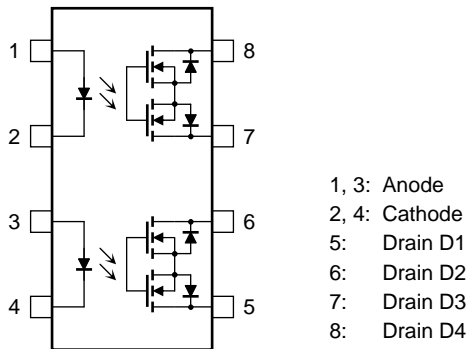 1
8
2
7
3
6
4
5
1, 3: Anode
2, 4: Cathode
5: Drain D1
6: Drain D2
7: Drain D3
8: Drain D4